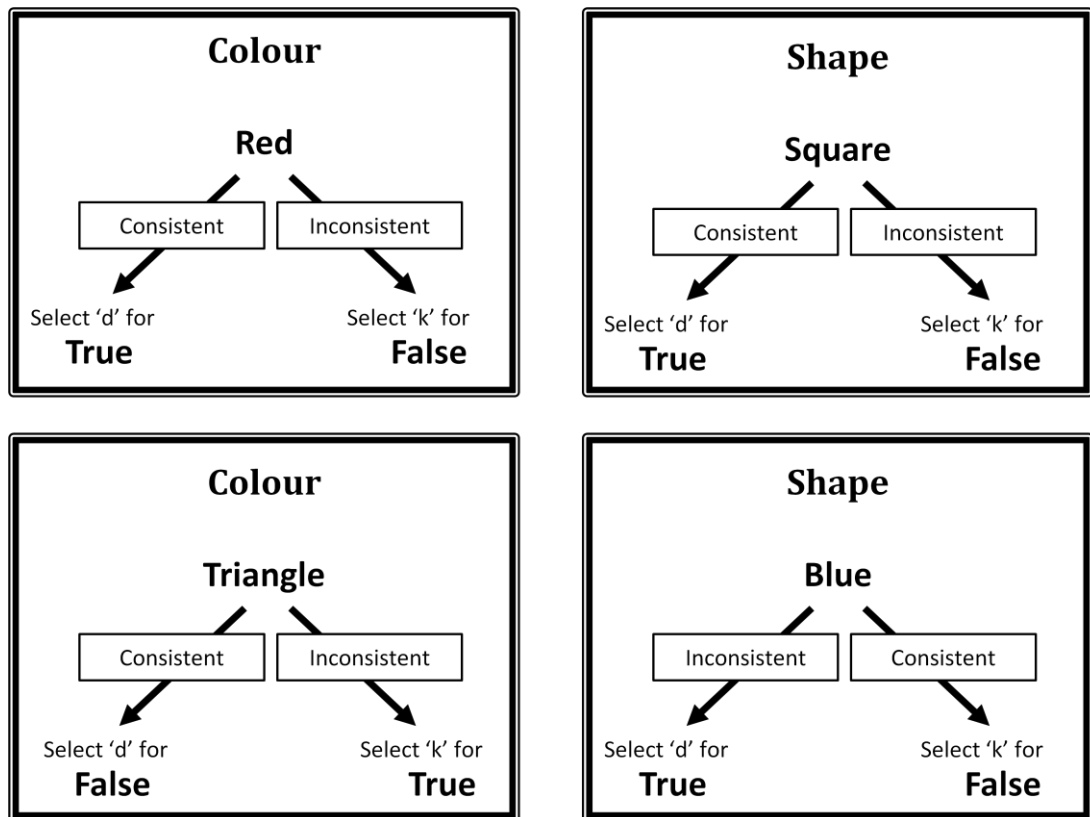 Colour
Red
Consistent
Inconsistent
Select ‘d’ for
True
Select ‘k’ for
False
Shape
Square
Consistent
Inconsistent
Select ‘d’ for
True
Select ‘k’ for
False
Colour
Triangle
Consistent
Inconsistent
Select ‘d’ for
False
Select ‘k’ for
True
Shape
Blue
Inconsistent
Consistent
Select ‘d’ for
True
Select ‘k’ for
False